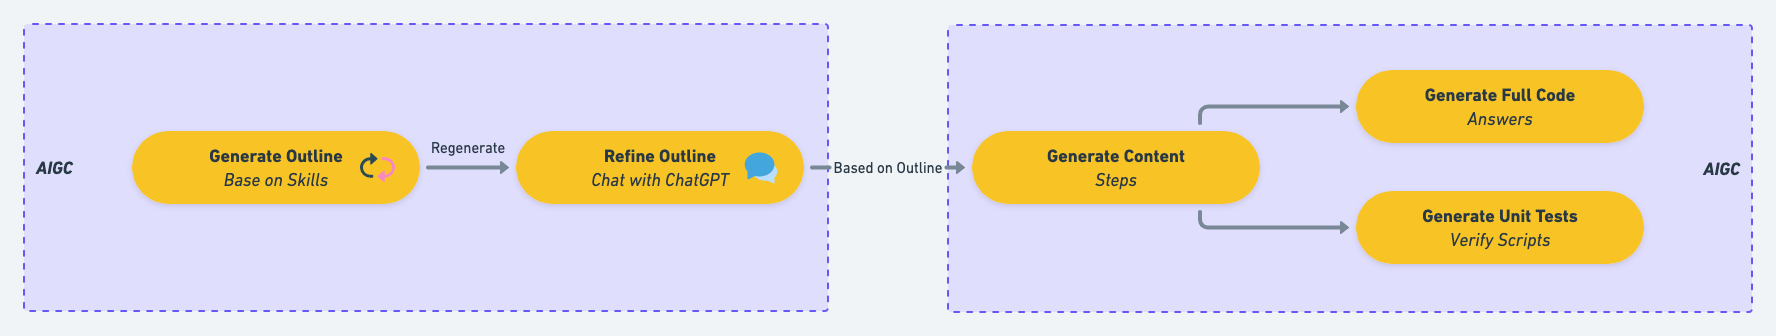 AIGC
Generate Outline
Base on Skills
Regenerate
Refine Outline
Chat with ChatGPT
Based on Outline
Generate Content
Steps
Generate Full Code
Answers
Generate Unit Tests
Verify Scripts
AIGC